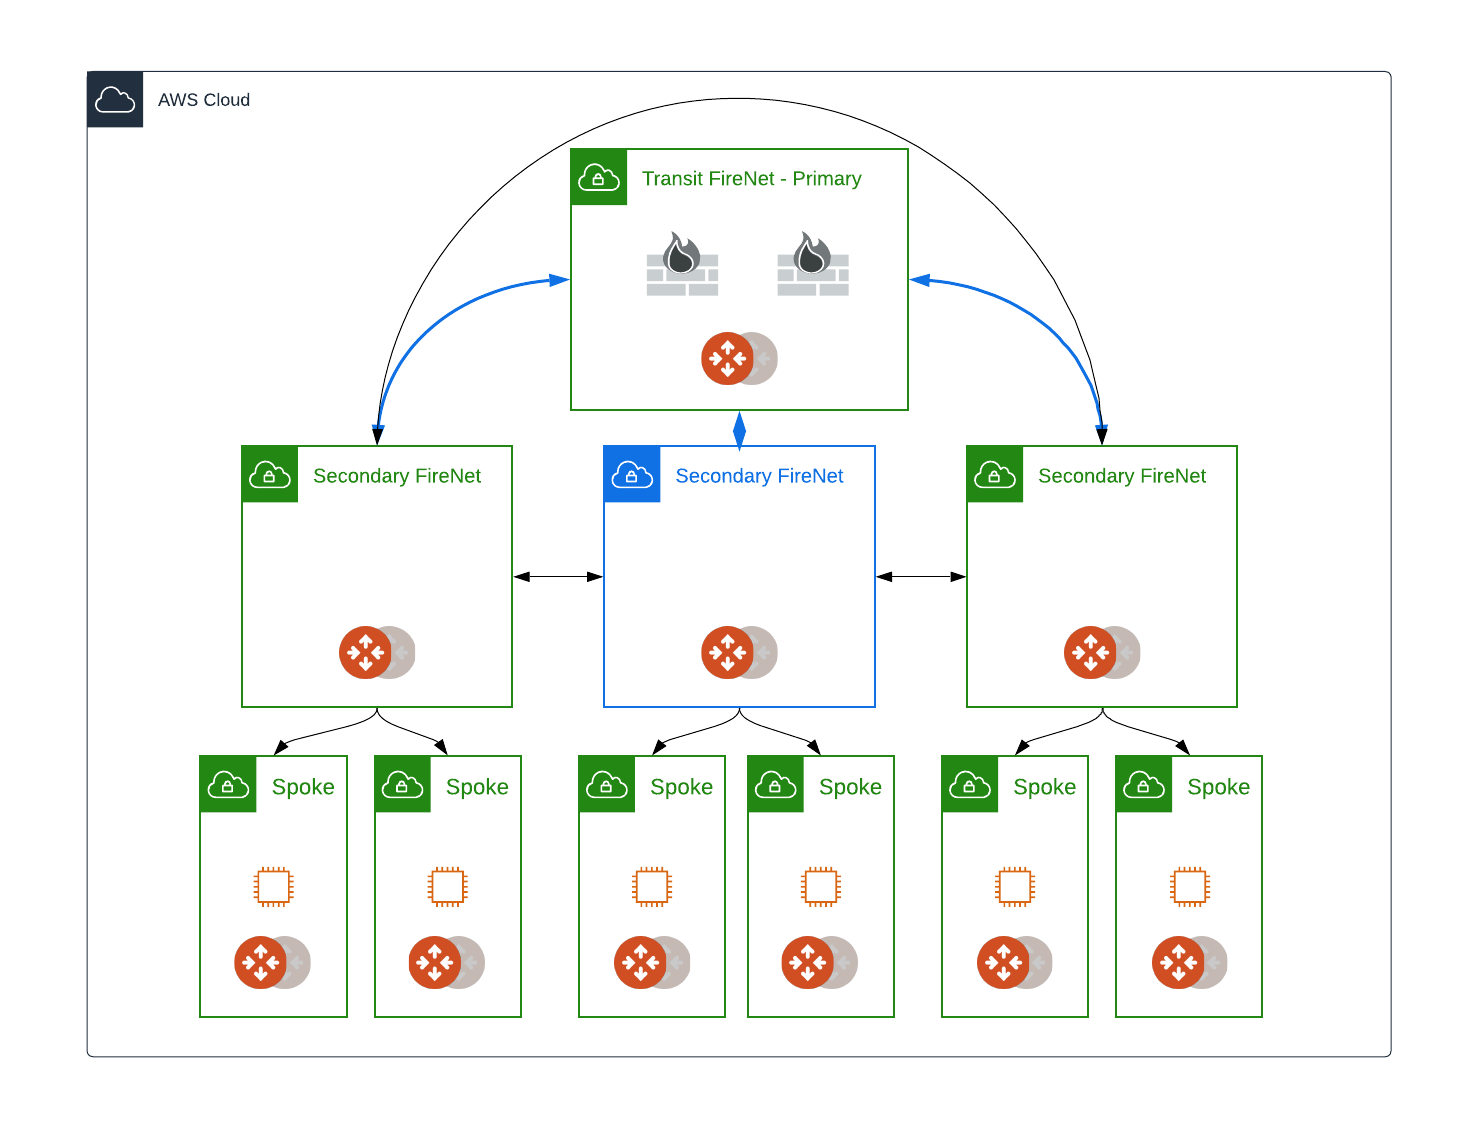 AWS Cloud
Transit FireNet - Primary
Secondary FireNet
Secondary FireNet
Secondary FireNet
Spoke
Spoke
Spoke
Spoke
Spoke
Spoke